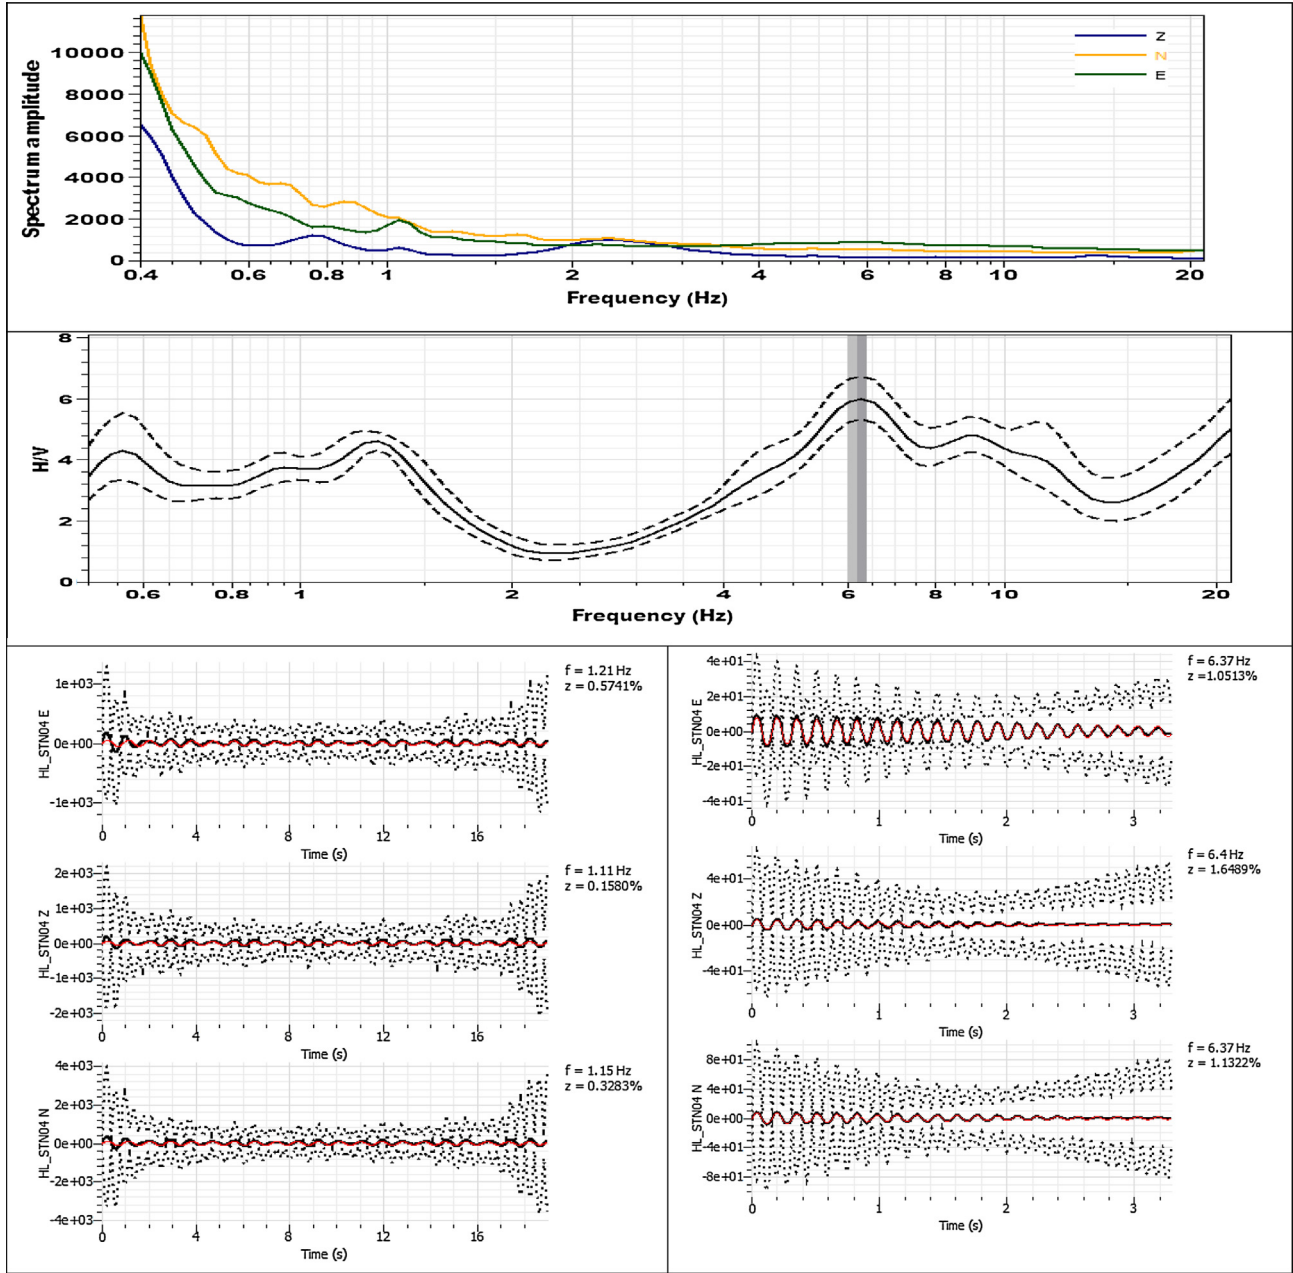 Z
N
E
Spectrum amplitude
10000
8000
6000
4000
2000
0
0.4 0.6 0.8 1 2 4 6 8 10 20
Frequency (Hz)
H/V
8
6
4
2
0
0.6 0.8 1 2 4 6 8 10 20
Frequency (Hz)
HL_STN04 E
1e+03
0e+00
-1e+03
f = 1.21 Hz
z = 0.5741%
0 4 8 12 16
Time (s)
HL_STN04 Z
2e+03
1e+03
0e+00
-1e+03
-2e+03
f = 1.11 Hz
z = 0.1580%
0 4 8 12 16
Time (s)
HL_STN04 N
4e+03
2e+03
0e+00
-2e+03
-4e+03
f = 1.15 Hz
z = 0.3283%
0 4 8 12 16
Time (s)
HL_STN04 E
4e+01
2e+01
0e+00
-2e+01
-4e+01
f = 6.37 Hz
z =1.0513%
0 1 2 3
Time (s)
HL_STN04 Z
4e+01
0e+00
-4e+01
f = 6.4 Hz
z = 1.6489%
0 1 2 3
Time (s)
HL_STN04 N
8e+01
4e+01
0e+00
-4e+01
-8e+01
f = 6.37 Hz
z = 1.1322%
0 1 2 3
Time (s)